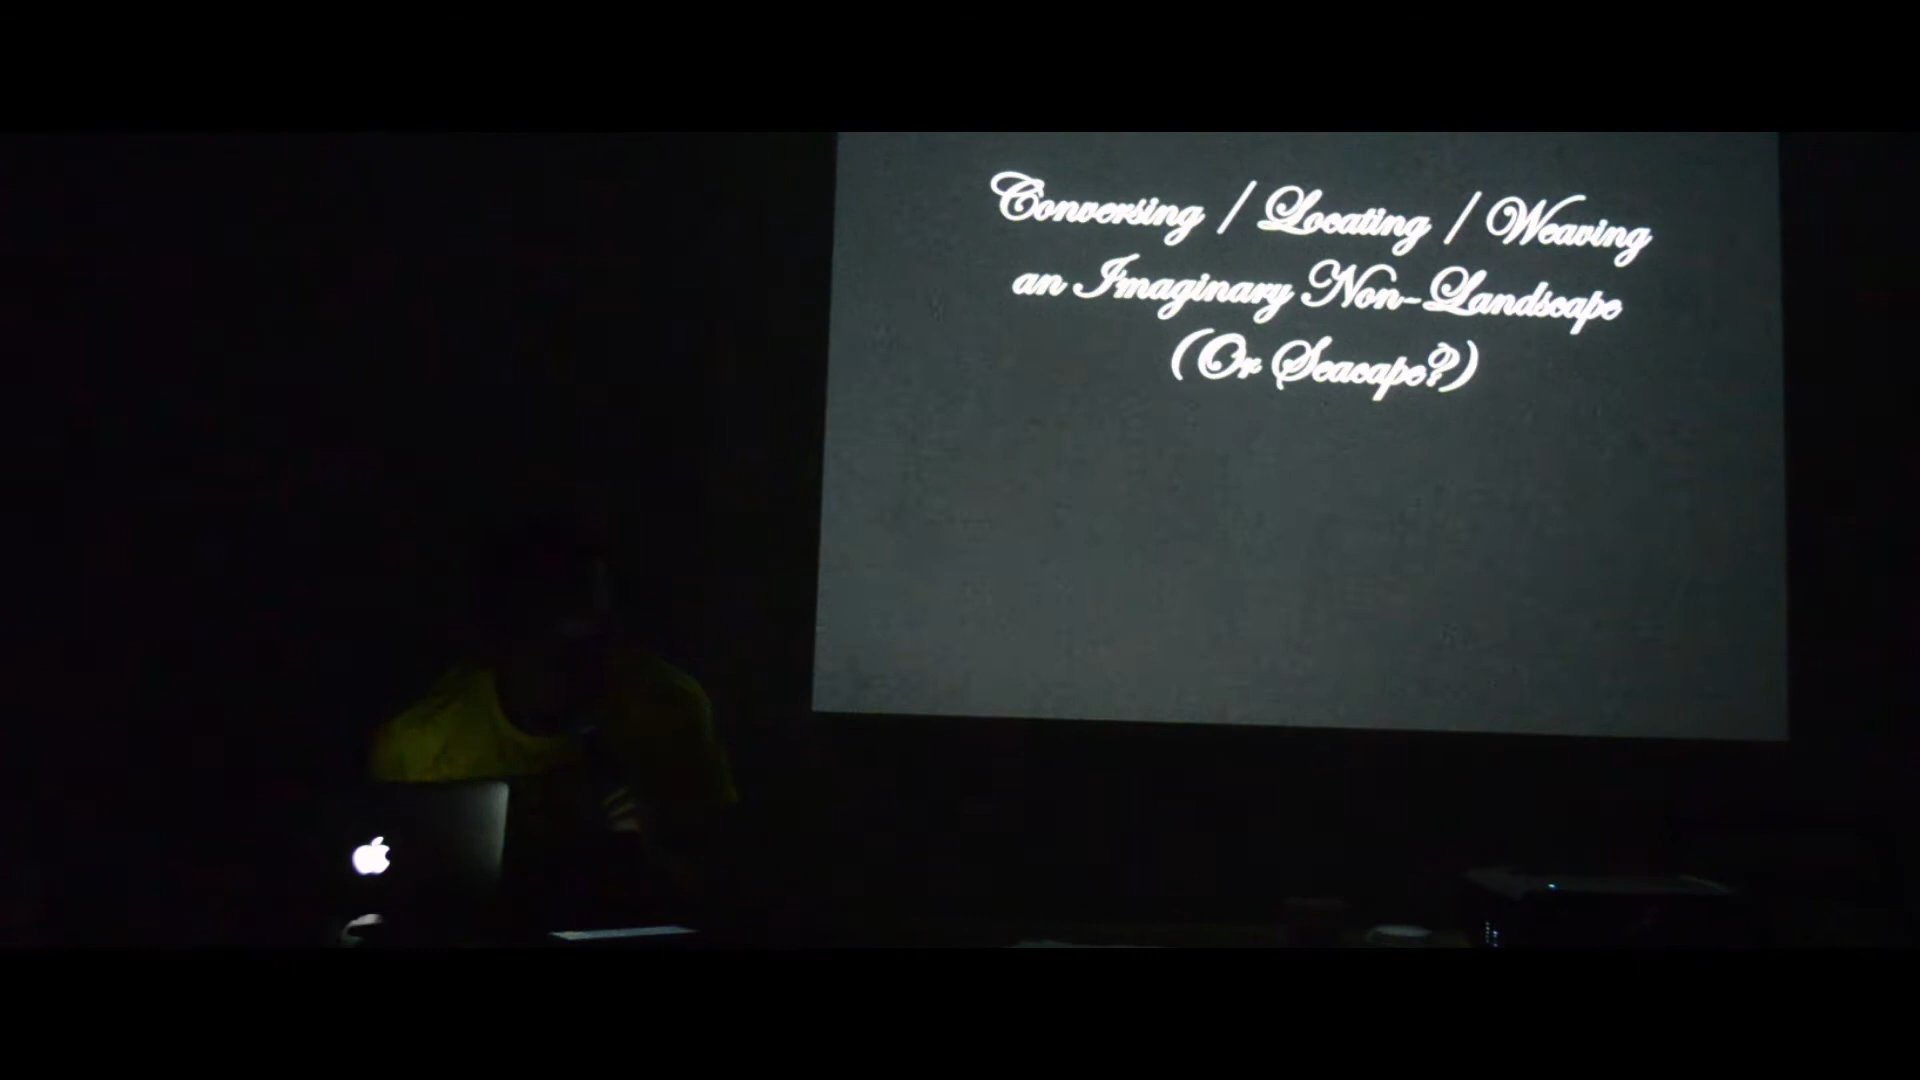 Conversing / Locating / Weaving
an Imaginary Non-Landscape
(Or Seacape?)